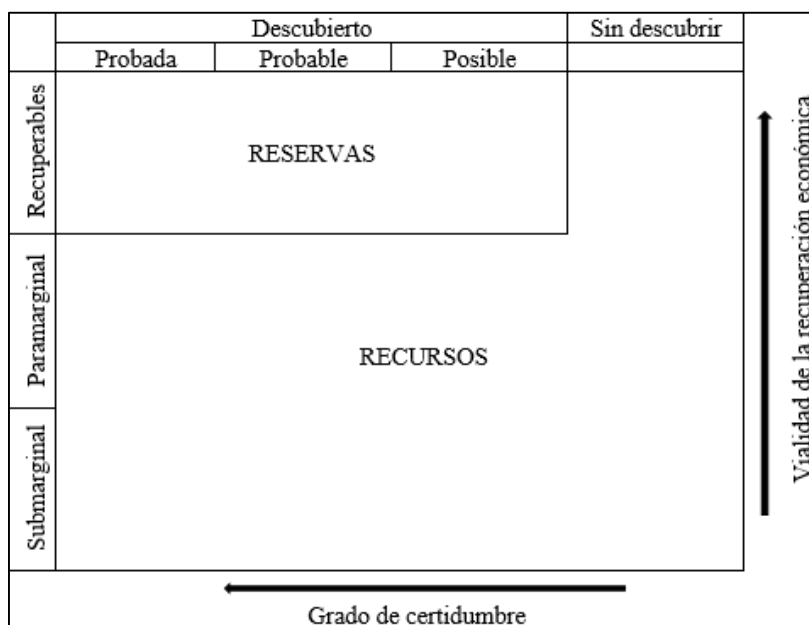 Descubierto
Sin descubrir
Probada
Probable
Posible
Recuperables
RESERVAS
Paramarginal
RECURSOS
Submarginal
Vialidad de la recuperación económica
Grado de certidumbre